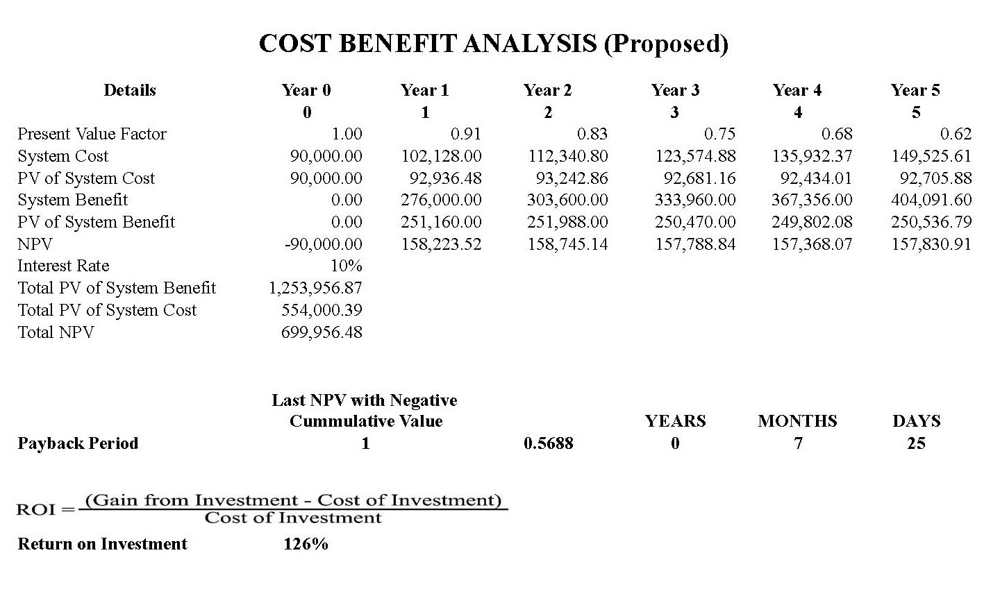 COST BENEFIT ANALYSIS (Proposed)
Details Year 0 Year 1 Year 2 Year 3 Year 4 Year 5
0 1 2 3 4 5
Present Value Factor 1.00 0.91 0.83 0.75 0.68 0.62
System Cost 90,000.00 102,128.00 112,340.80 123,574.88 135,932.37 149,525.61
PV of System Cost 90,000.00 92,936.48 93,242.86 92,681.16 92,434.01 92,705.88
System Benefit 0.00 276,000.00 303,600.00 333,960.00 367,356.00 404,091.60
PV of System Benefit 0.00 251,160.00 251,988.00 250,470.00 249,802.08 250,536.79
NPV -90,000.00 158,223.52 158,745.14 157,788.84 157,368.07 157,830.91
Interest Rate 10%
Total PV of System Benefit 1,253,956.87
Total PV of System Cost 554,000.39
Total NPV 699,956.48
Last NPV with Negative
Cummulative Value YEARS MONTHS DAYS
Payback Period 1 0.5688 0 7 25
(Gain from Investment - Cost of Investment)
ROI =
Cost of Investment
Return on Investment 126%